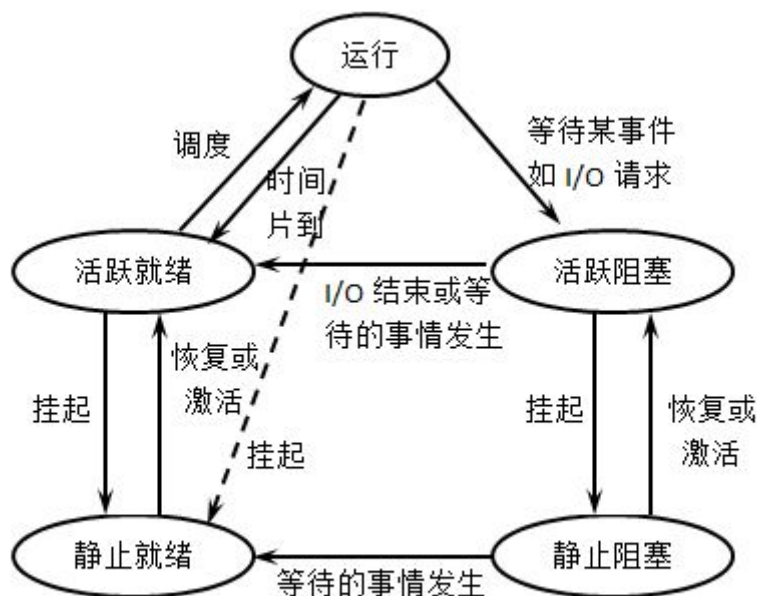 运行
调度
等待某事件
如 I/O 请求
时间
片到
活跃就绪
活跃阻塞
I/O 结束或等
待的事情发生
挂起
恢复或
激活
挂起
挂起
恢复或
激活
静止就绪
静止阻塞
等待的事情发生